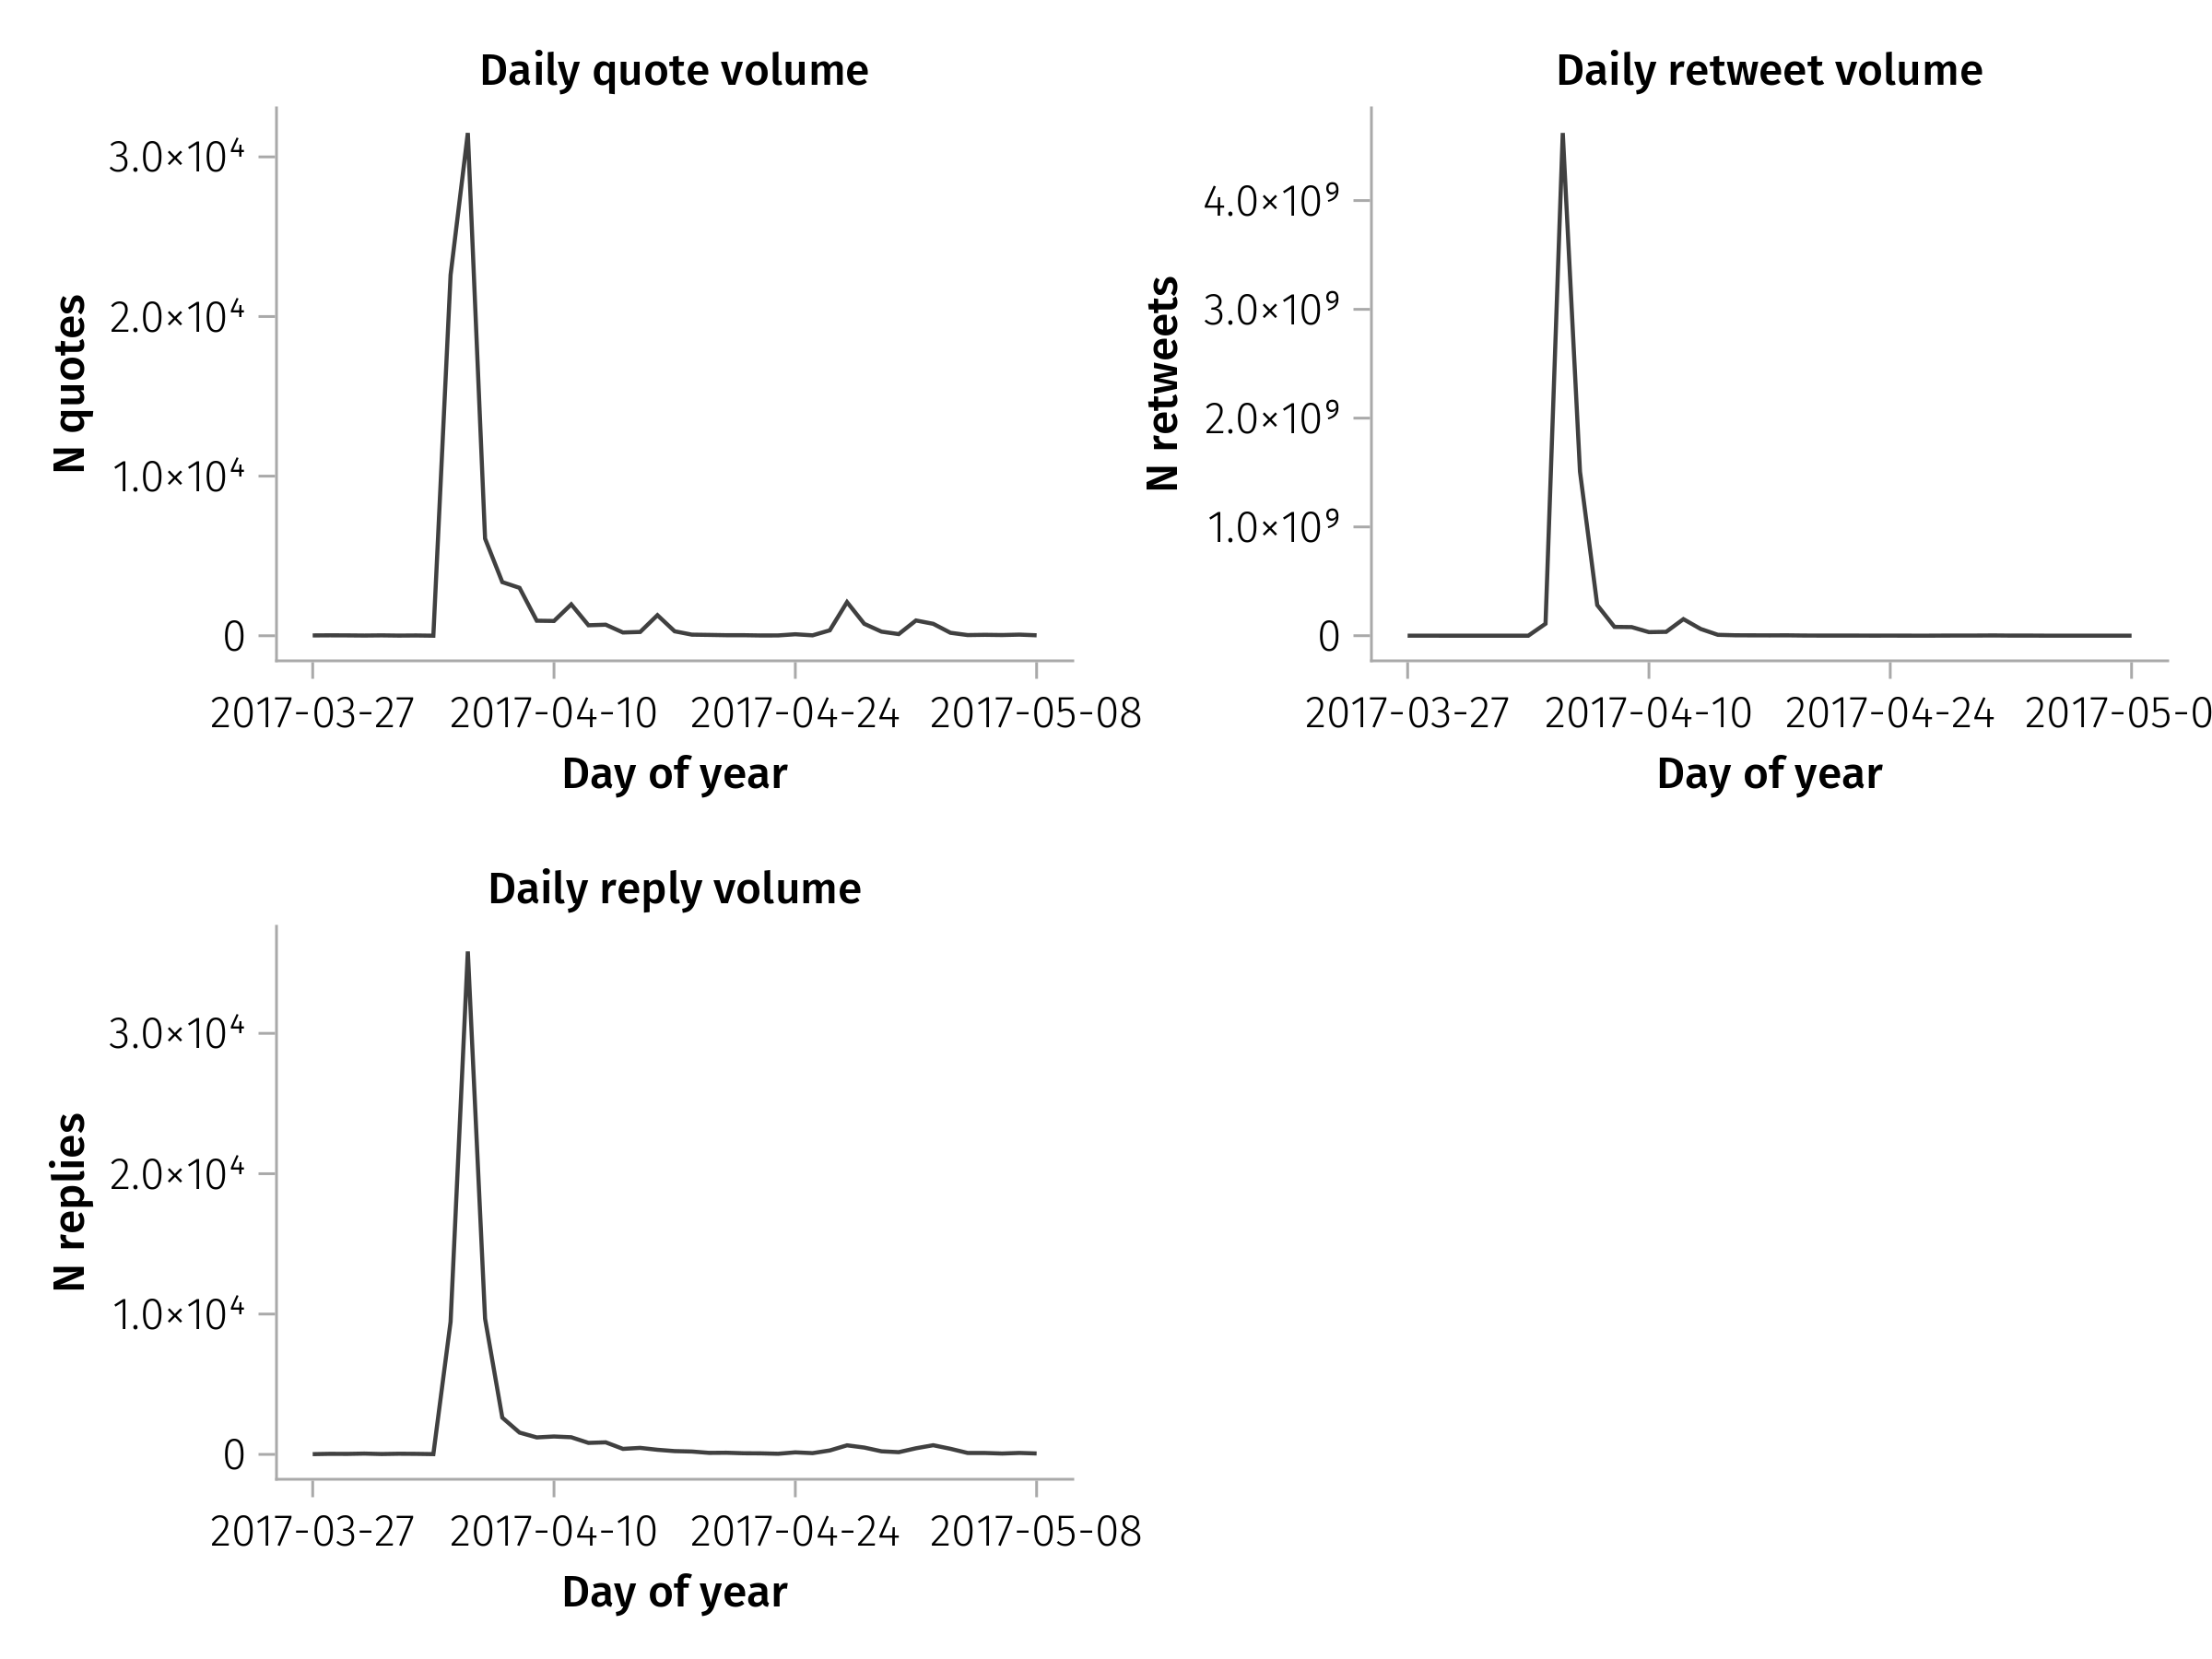 Daily quote volume
N quotes
3.0×10⁴
2.0×10⁴
1.0×10⁴
0
2017-03-27 2017-04-10 2017-04-24 2017-05-08
Day of year
Daily retweet volume
N retweets
4.0×10⁹
3.0×10⁹
2.0×10⁹
1.0×10⁹
0
2017-03-27 2017-04-10 2017-04-24 2017-05-0
Day of year
Daily reply volume
N replies
3.0×10⁴
2.0×10⁴
1.0×10⁴
0
2017-03-27 2017-04-10 2017-04-24 2017-05-08
Day of year